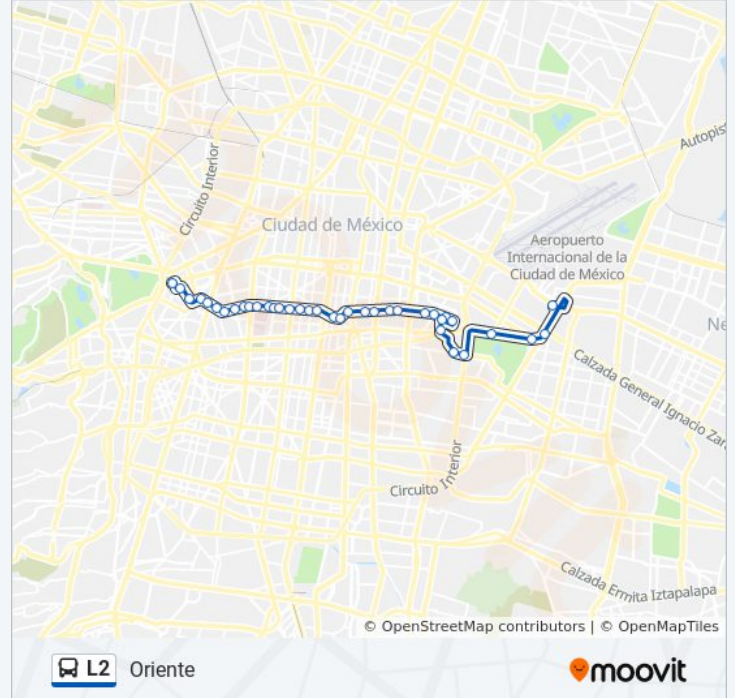 Autopis
Circuito Interior
Ciudad de México
Aeropuerto
Internacional de la
Ciudad de México
Ne
Calzada General Ignacio Zar
Circuito Interior
Calzada Ermita Iztapalapa
© OpenStreetMap contributors | © OpenMapTiles
L2 Oriente
moovit